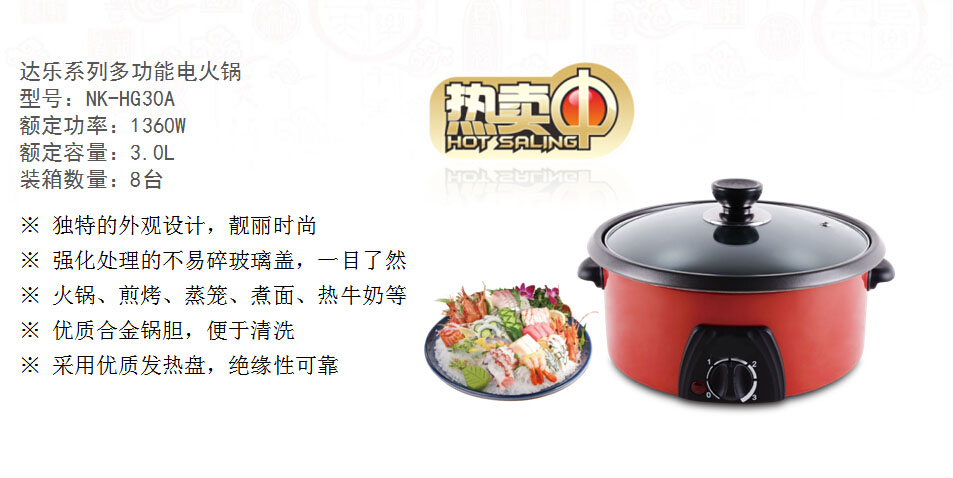 达乐系列多功能电火锅
型号：NK-HG30A
额定功率：1360W
额定容量：3.0L
装箱数量：8台
※ 独特的外观设计，靓丽时尚
※ 强化处理的不易碎玻璃盖，一目了然
※ 火锅、煎烤、蒸笼、煮面、热牛奶等
※ 优质合金锅胆，便于清洗
※ 采用优质发热盘，绝缘性可靠
热卖中
HOT SALING
1 2
0 3